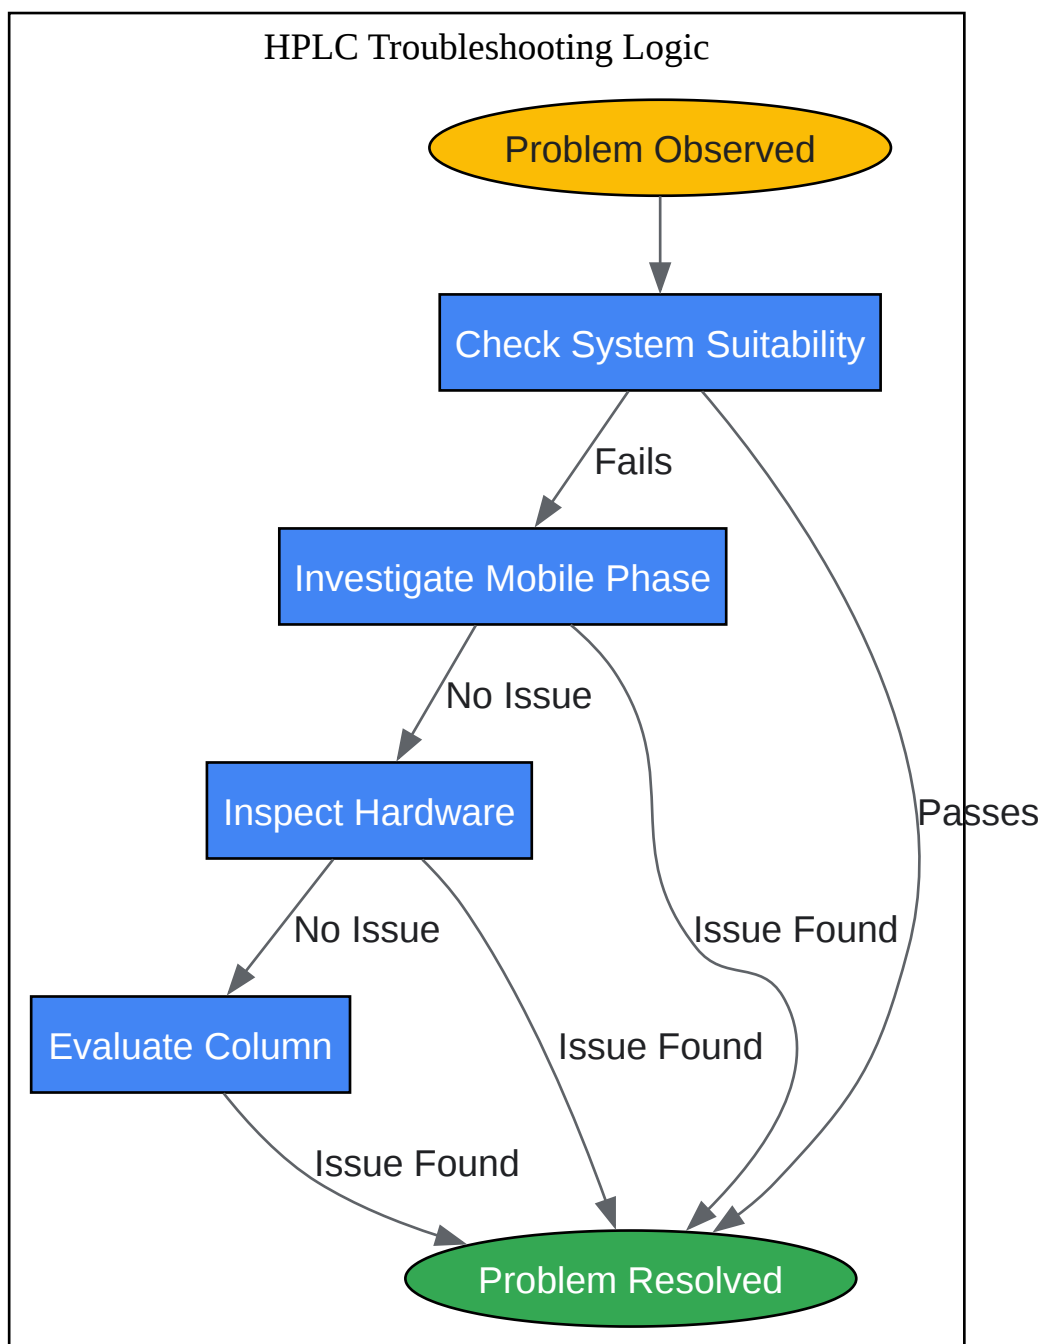 HPLC Troubleshooting Logic
Problem Observed
Check System Suitability
Fails
Investigate Mobile Phase
No Issue
Inspect Hardware
Passes
No Issue
Issue Found
Evaluate Column
Issue Found
Issue Found
Problem Resolved